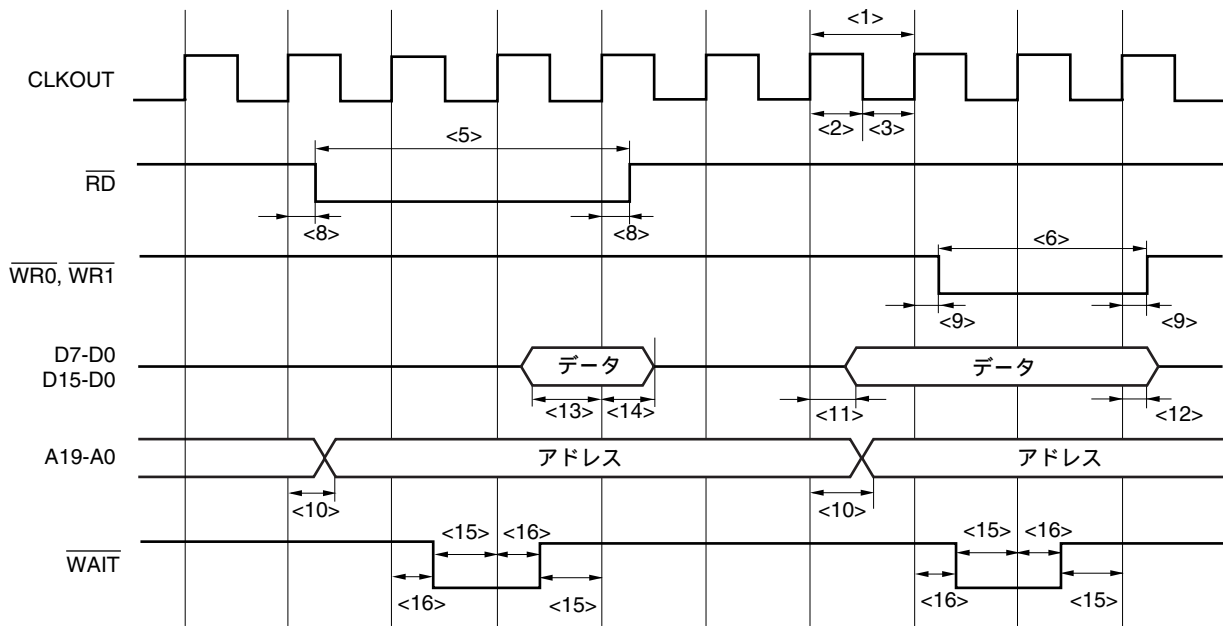 <1>
CLKOUT
<2> <3>
<5>
RD
<8> <8>
<6>
WR0, WR1
<9> <9>
D7-D0
D15-D0
データ データ
<13> <14> <11> <12>
A19-A0
アドレス アドレス
<10> <10>
<15> <16> <15> <16>
WAIT
<16> <15> <16> <15>